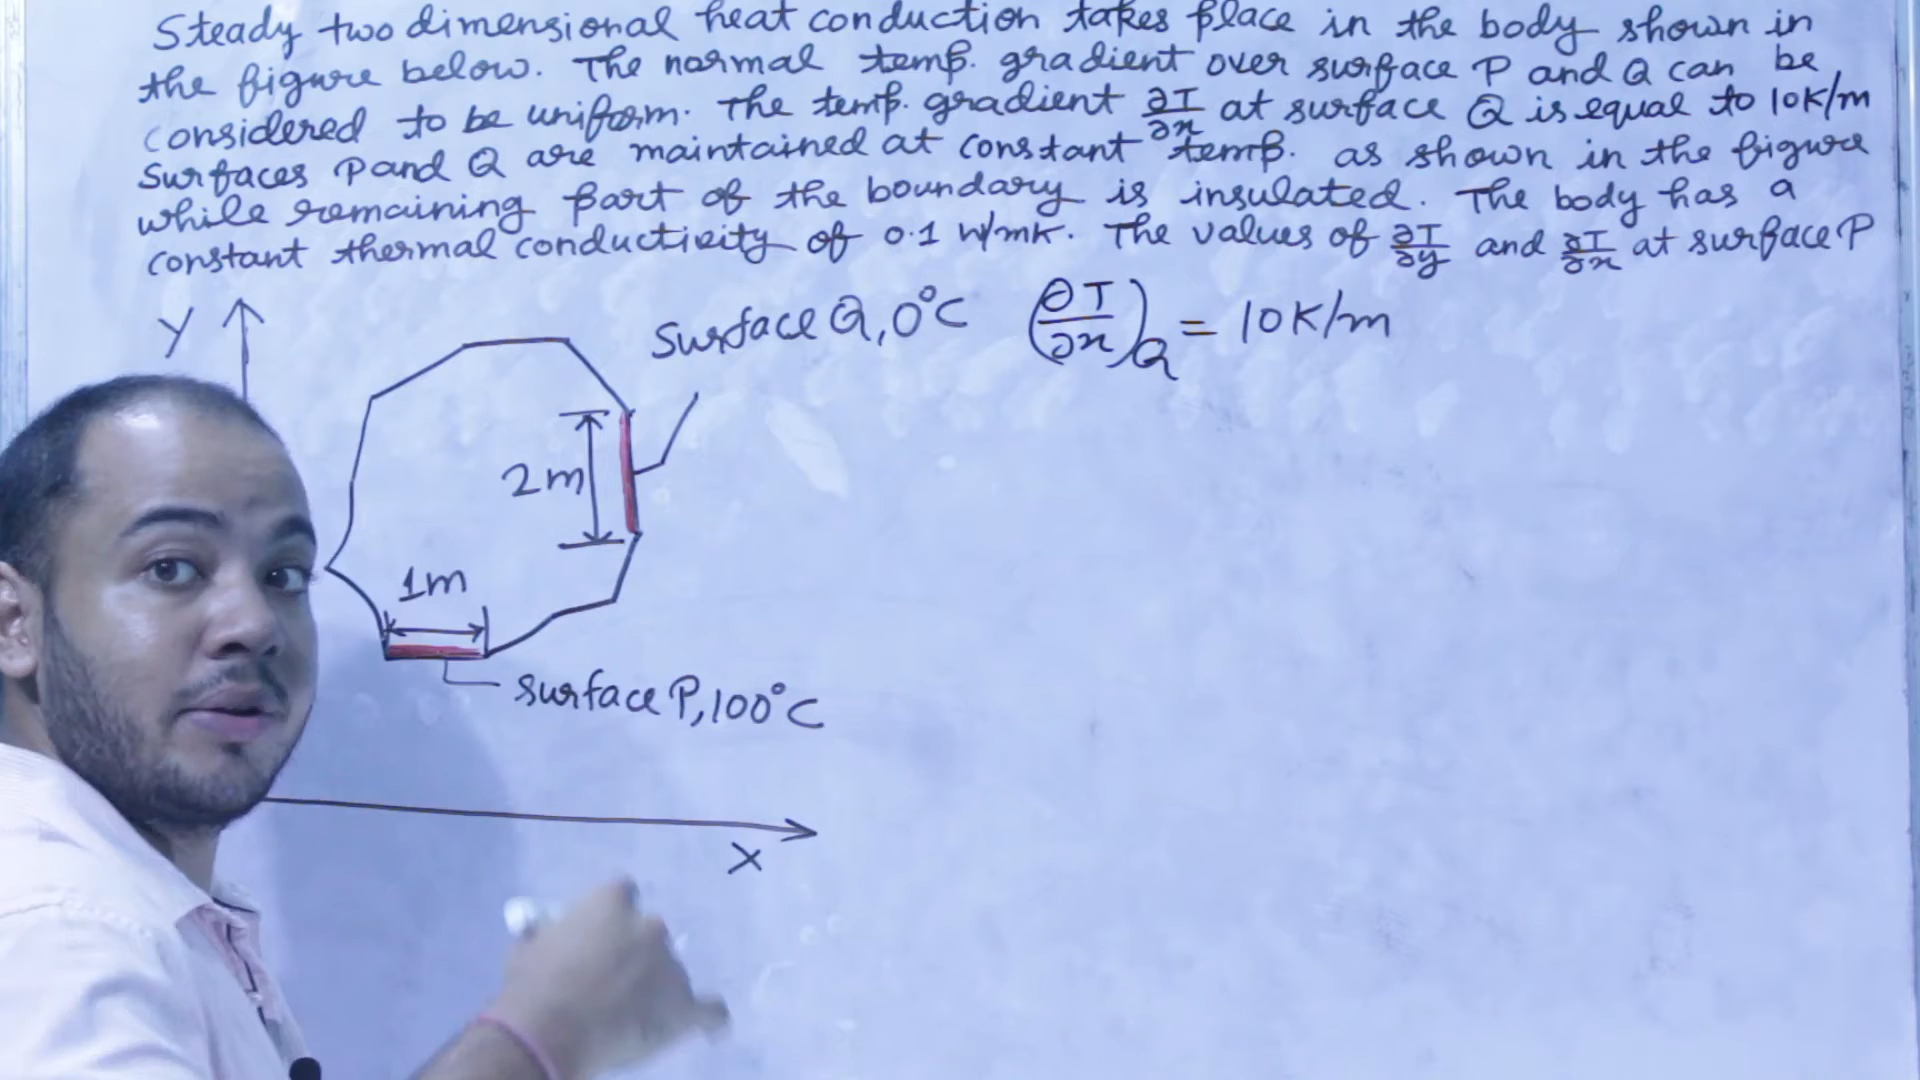 Steady two dimensional heat conduction takes place in the body shown in
the figure below. The normal temp. gradient over surface P and Q can be
considered to be uniform. The temp. gradient ∂T/∂x at surface Q is equal to 10K/m
Surfaces P and Q are maintained at constant temp. as shown in the figure
while remaining part of the boundary is insulated. The body has a
constant thermal conductivity of 0.1 W/mK. The values of ∂T/∂y and ∂T/∂x at surface P
Y
Surface Q, 0°C (∂T/∂x)Q = 10K/m
2m
1m
surface P, 100°C
X